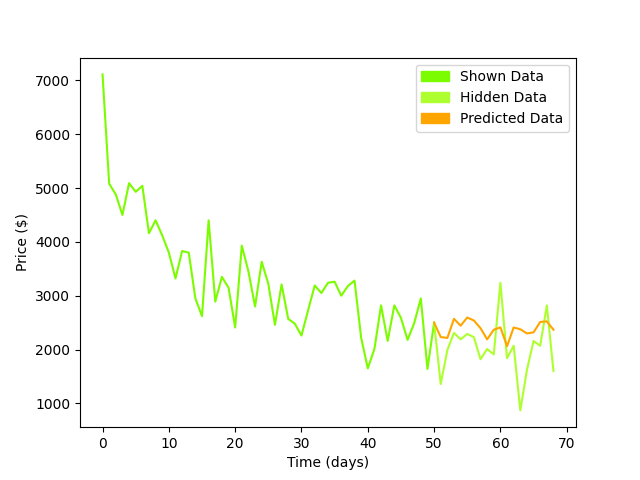 Shown Data
Hidden Data
Predicted Data
Price ($)
7000
6000
5000
4000
3000
2000
1000
0 10 20 30 40 50 60 70
Time (days)